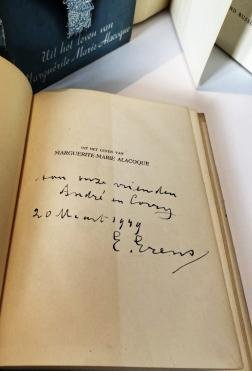 Uit het leven van
Marguérite Marie Alacoque
UIT HET LEVEN VAN
MARGUERITE-MARIE ALACOQUE
aan onze vrienden
André en Corry
20 Maart 1949
E. Erens